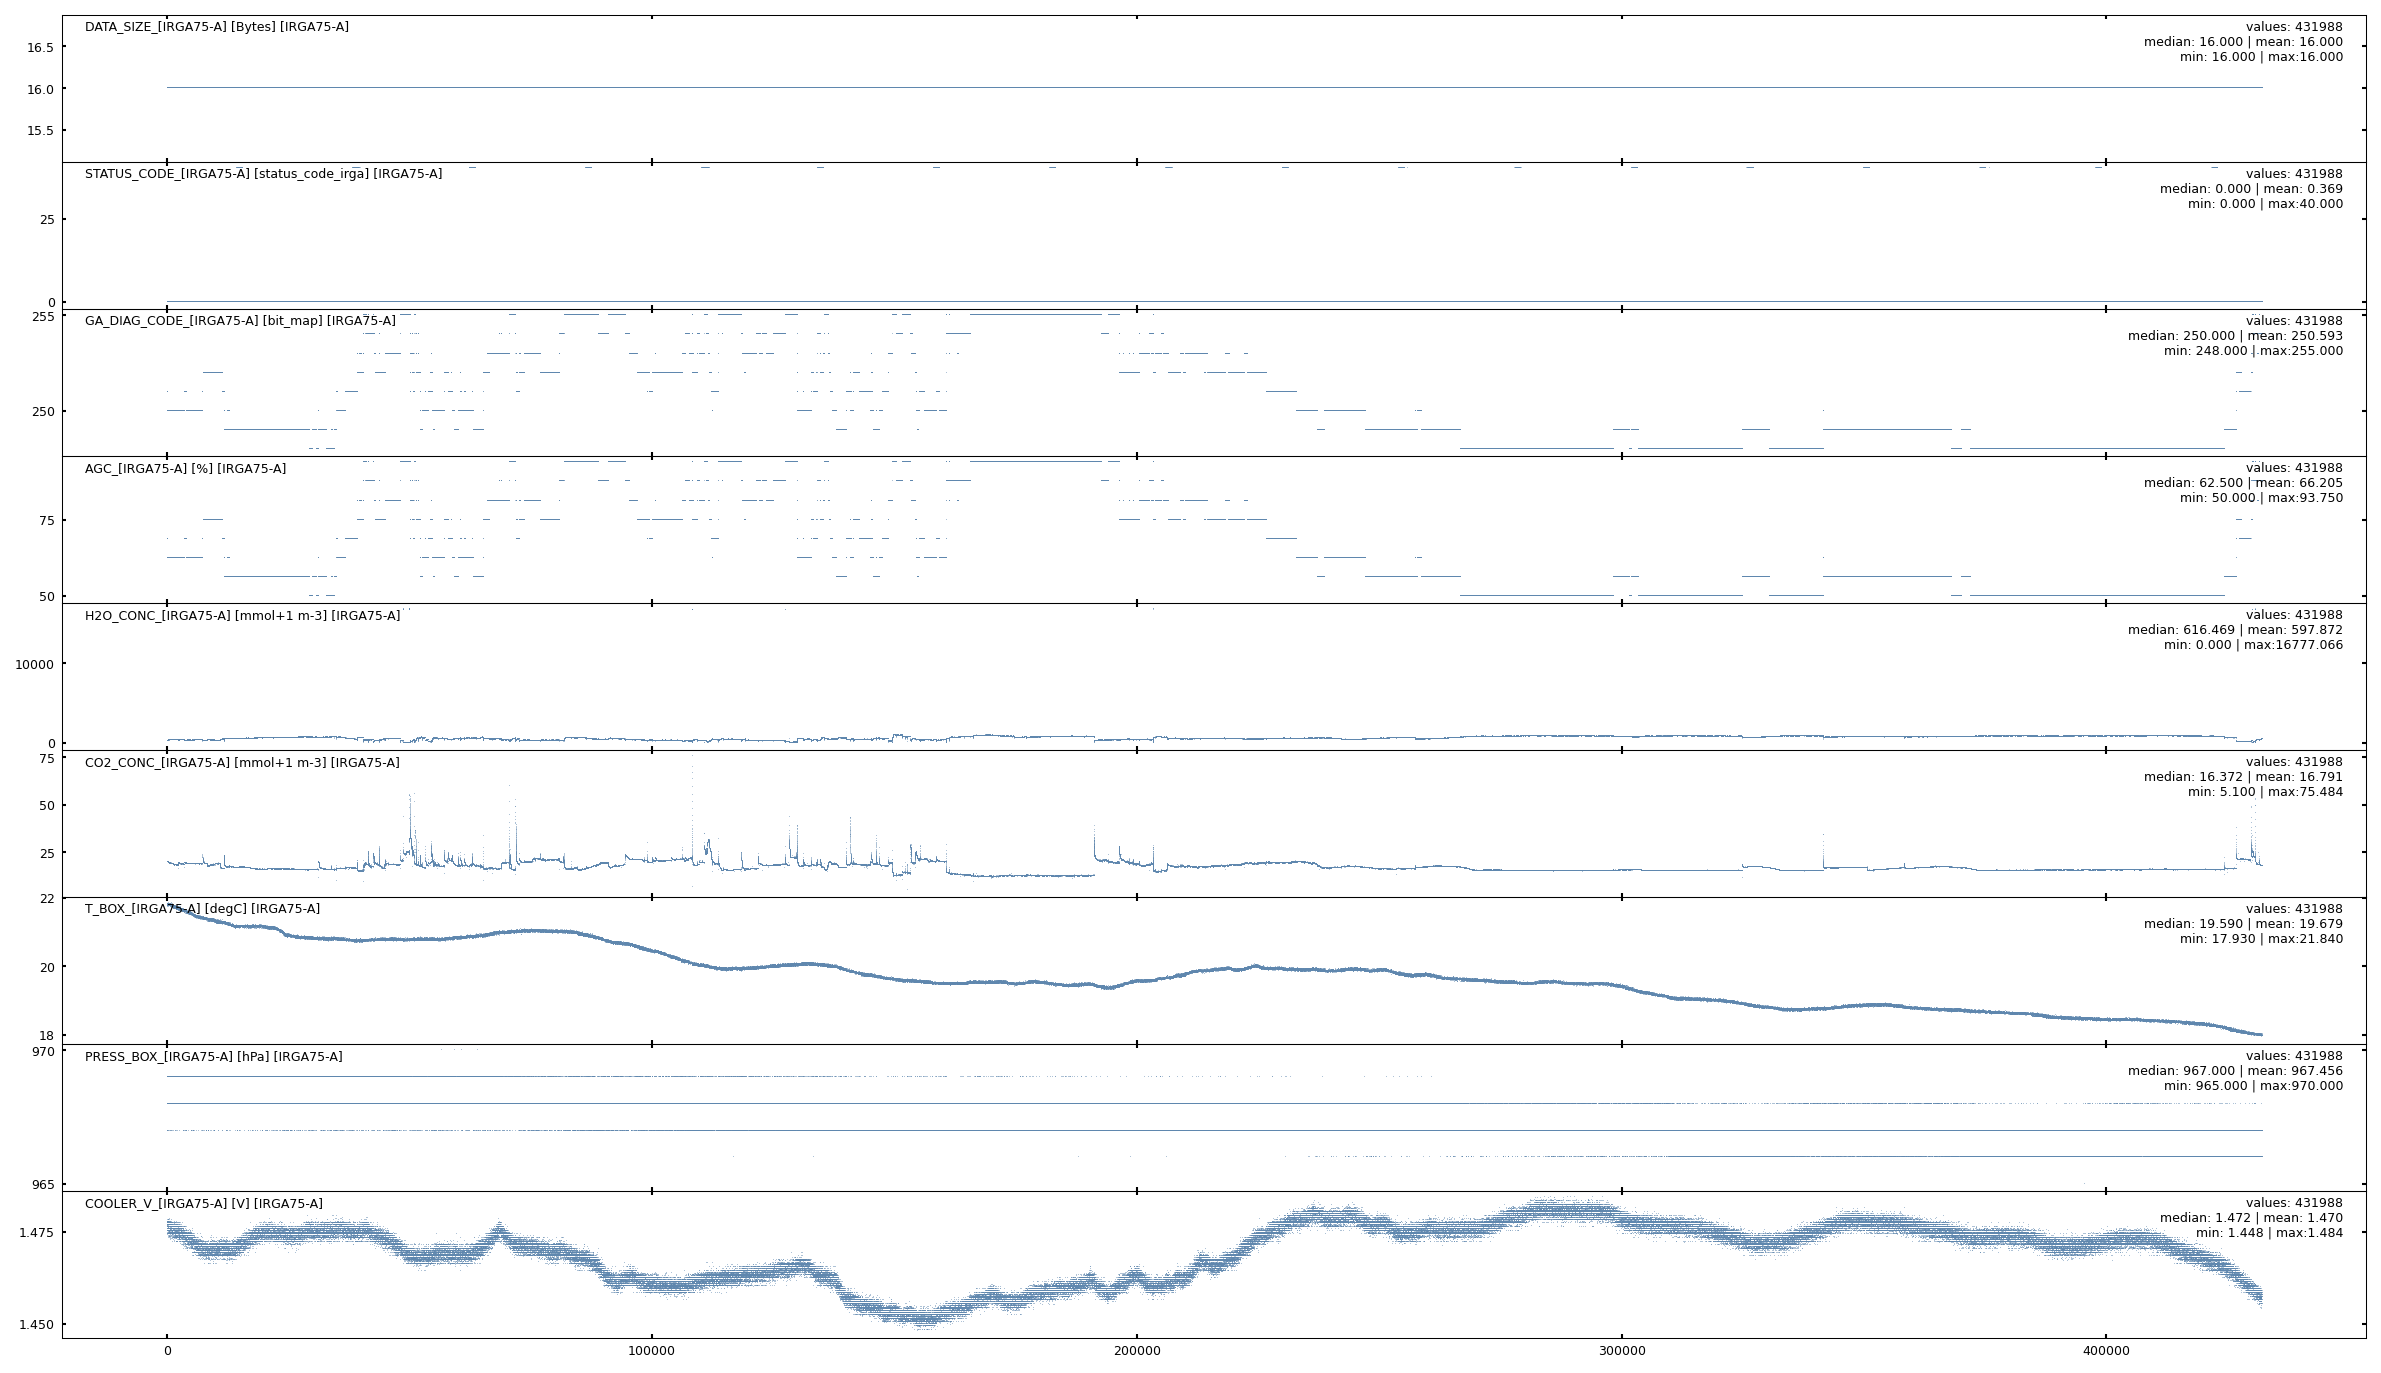 DATA_SIZE_[IRGA75-A] [Bytes] [IRGA75-A]
values: 431988
median: 16.000 | mean: 16.000
min: 16.000 | max:16.000
16.5
16.0
15.5
STATUS_CODE_[IRGA75-A] [status_code_irga] [IRGA75-A]
values: 431988
median: 0.000 | mean: 0.369
min: 0.000 | max:40.000
25
0
GA_DIAG_CODE_[IRGA75-A] [bit_map] [IRGA75-A]
values: 431988
median: 250.000 | mean: 250.593
min: 248.000 | max:255.000
255
250
AGC_[IRGA75-A] [%] [IRGA75-A]
values: 431988
median: 62.500 | mean: 66.205
min: 50.000 | max:93.750
75
50
H2O_CONC_[IRGA75-A] [mmol+1 m-3] [IRGA75-A]
values: 431988
median: 616.469 | mean: 597.872
min: 0.000 | max:16777.066
10000
0
CO2_CONC_[IRGA75-A] [mmol+1 m-3] [IRGA75-A]
values: 431988
median: 16.372 | mean: 16.791
min: 5.100 | max:75.484
75
50
25
T_BOX_[IRGA75-A] [degC] [IRGA75-A]
values: 431988
median: 19.590 | mean: 19.679
min: 17.930 | max:21.840
22
20
18
PRESS_BOX_[IRGA75-A] [hPa] [IRGA75-A]
values: 431988
median: 967.000 | mean: 967.456
min: 965.000 | max:970.000
970
965
COOLER_V_[IRGA75-A] [V] [IRGA75-A]
values: 431988
median: 1.472 | mean: 1.470
min: 1.448 | max:1.484
1.475
1.450
0 100000 200000 300000 400000